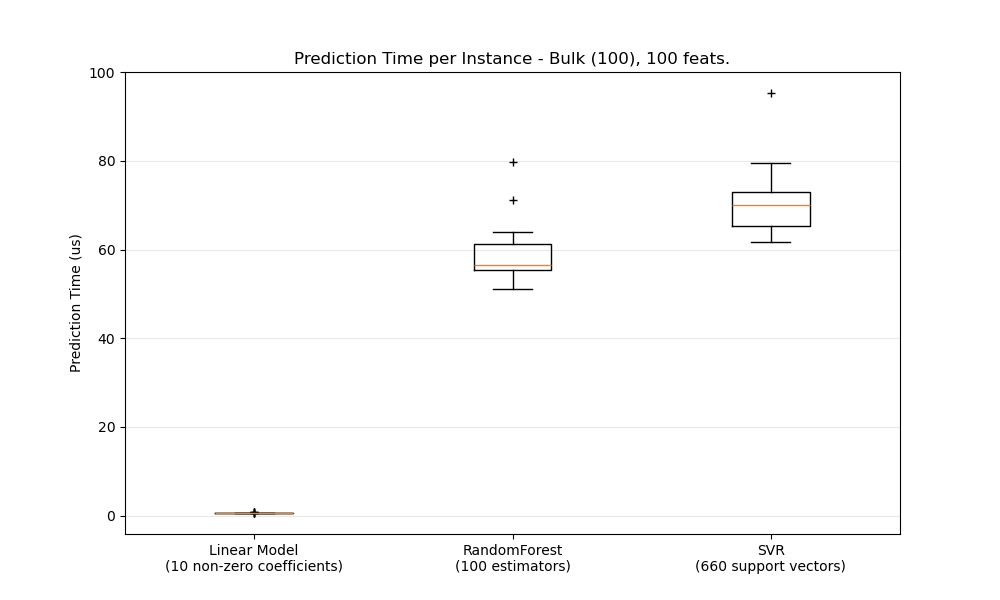 Prediction Time per Instance - Bulk (100), 100 feats.
100
80
60
40
20
0
Prediction Time (us)
Linear Model
(10 non-zero coefficients)
RandomForest
(100 estimators)
SVR
(660 support vectors)